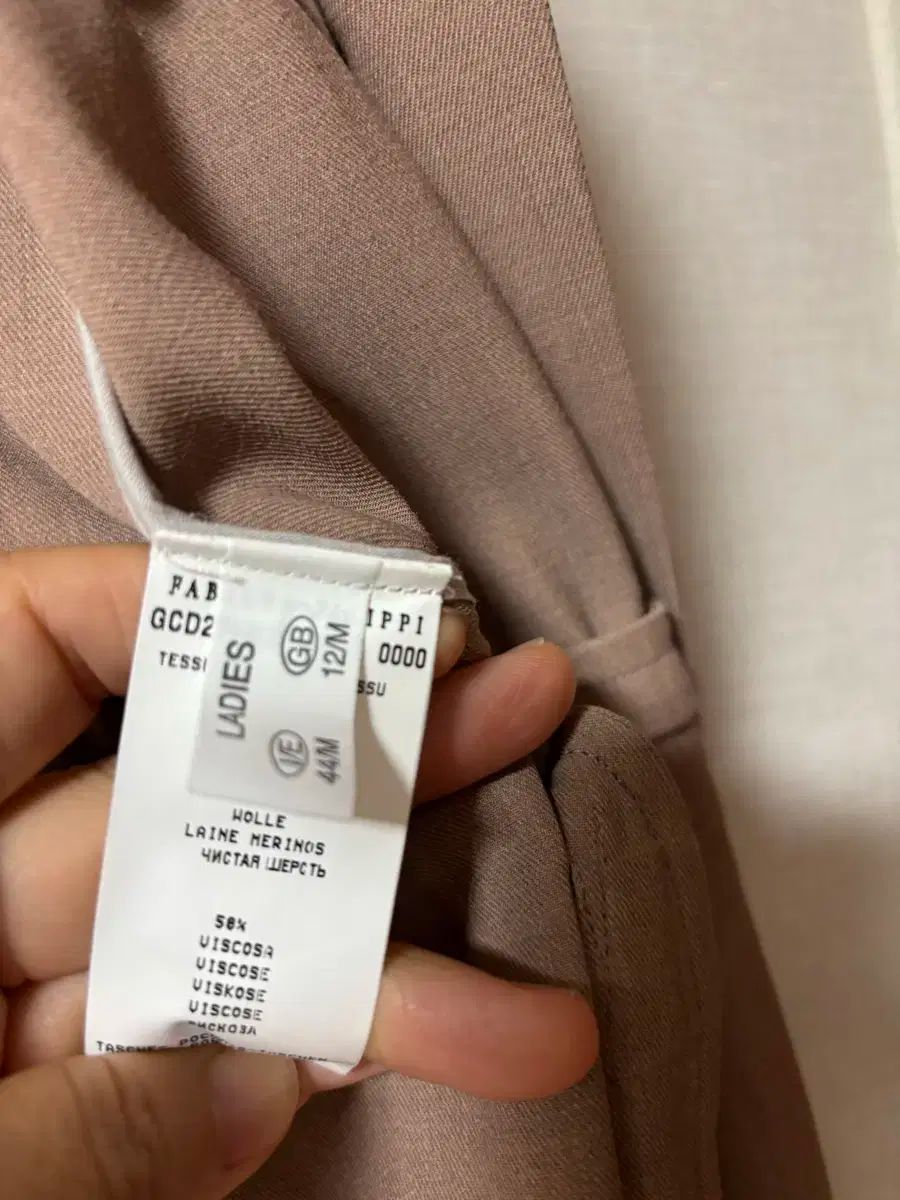 FAB IPPI
GCD2 0000
TESS SSU
LADIES
GB 12/M
I/E 44/M
WOLLE
LAINE MERINOS
ЧИСТАЯ ШЕРСТЬ
58%
VISCOSA
VISCOSE
VISKOSE
VISCOSE
ВИСКОЗА